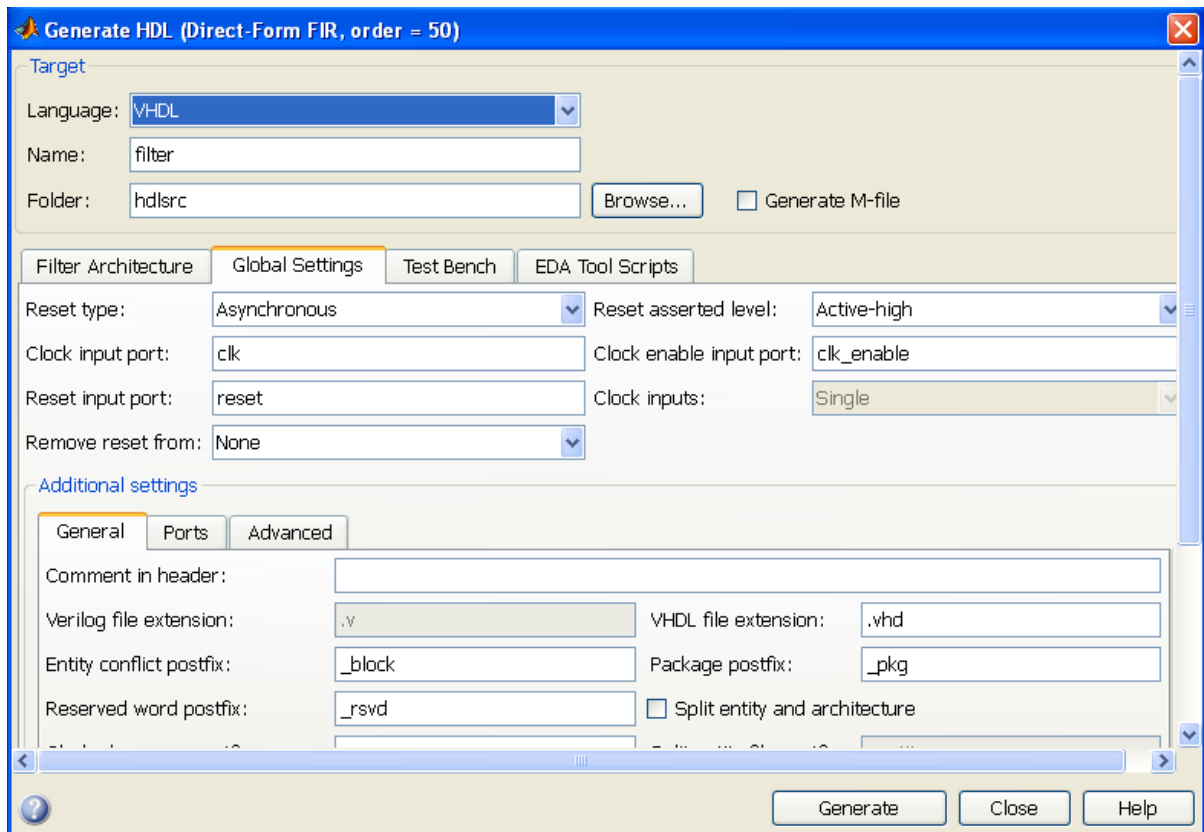 Generate HDL (Direct-Form FIR, order = 50)
Target
Language: VHDL
Name: filter
Folder: hdlsrc Browse... Generate M-file
Filter Architecture Global Settings Test Bench EDA Tool Scripts
Reset type: Asynchronous Reset asserted level: Active-high
Clock input port: clk Clock enable input port: clk_enable
Reset input port: reset Clock inputs: Single
Remove reset from: None
Additional settings
General Ports Advanced
Comment in header:
Verilog file extension: .v VHDL file extension: .vhd
Entity conflict postfix: _block Package postfix: _pkg
Reserved word postfix: _rsvd Split entity and architecture
Generate Close Help